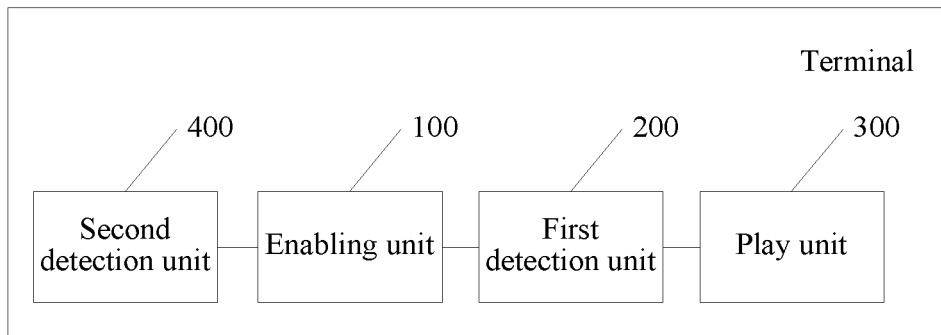 Terminal
400
100
200
300
Second
detection unit
Enabling unit
First
detection unit
Play unit